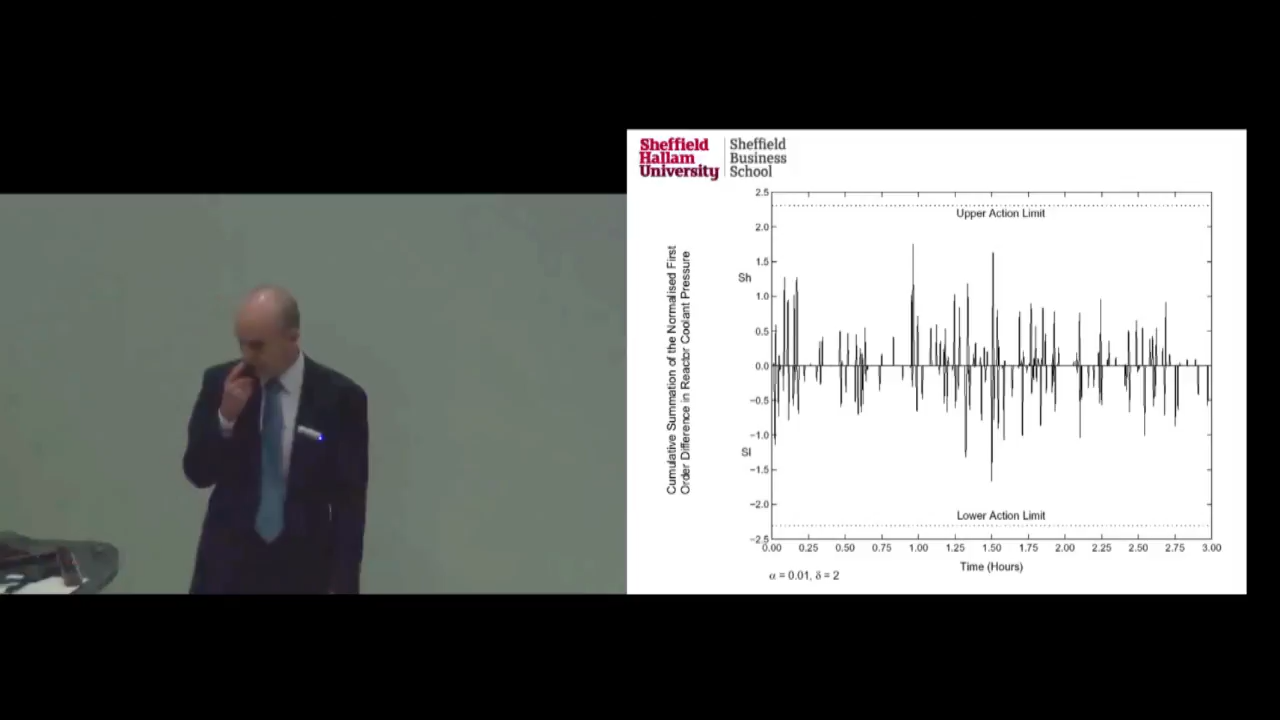 Sheffield
Hallam
University
Sheffield
Business
School
Cumulative Summation of the Normalised First
Order Difference in Reactor Coolant Pressure
2.5
2.0
1.5
1.0
0.5
0.0
−0.5
−1.0
−1.5
−2.0
−2.5
Sh
Sl
Upper Action Limit
Lower Action Limit
0.00 0.25 0.50 0.75 1.00 1.25 1.50 1.75 2.00 2.25 2.50 2.75 3.00
Time (Hours)
α = 0.01, δ = 2